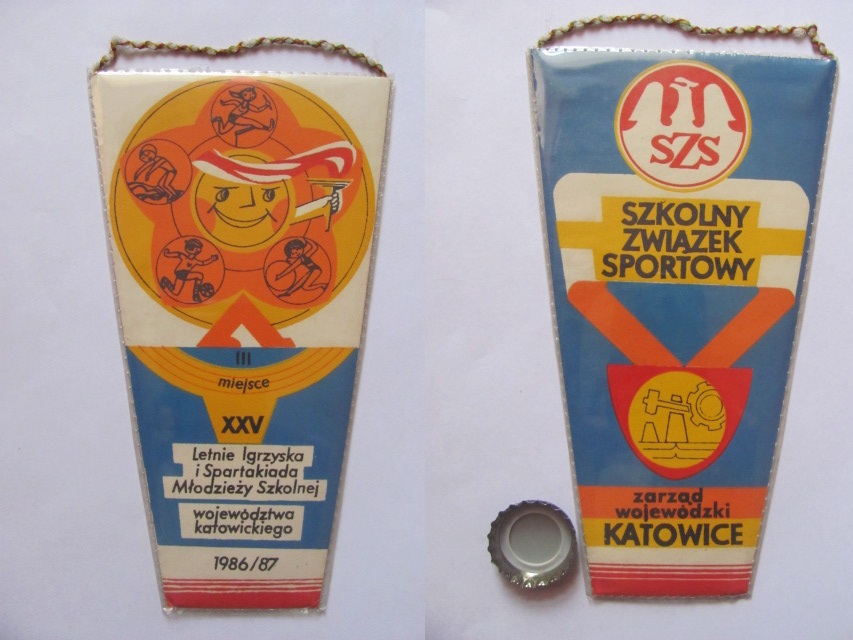 III
miejsce
XXV
Letnie Igrzyska
i Spartakiada
Młodzieży Szkolnej
województwa
katowickiego
1986/87
SZS
SZKOLNY
ZWIĄZEK
SPORTOWY
zarząd
wojewódzki
KATOWICE